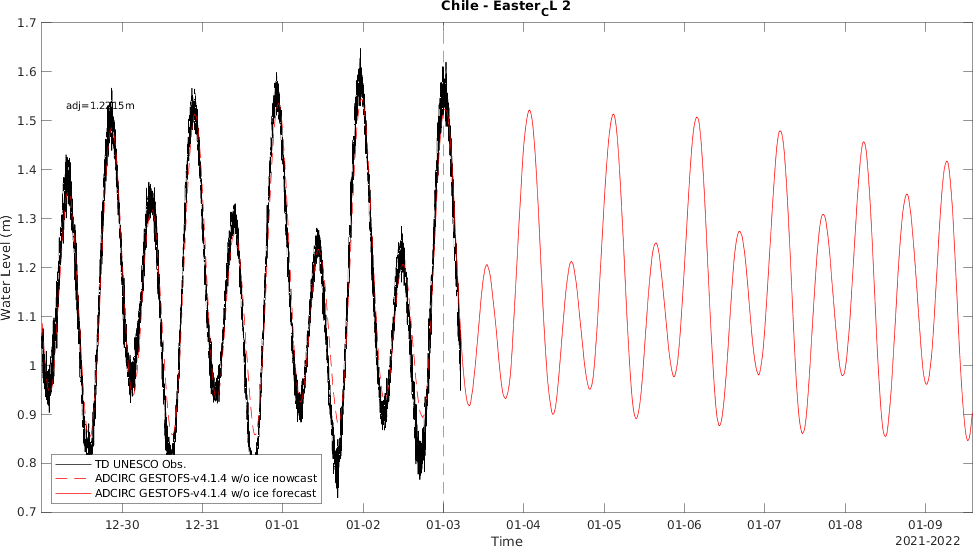 Chile - Easter_CL 2
1.7
1.6
1.5
1.4
1.3
1.2
1.1
1
0.9
0.8
0.7
Water Level (m)
adj=1.2215m
TD UNESCO Obs.
ADCIRC GESTOFS-v4.1.4 w/o ice nowcast
ADCIRC GESTOFS-v4.1.4 w/o ice forecast
12-30 12-31 01-01 01-02 01-03 01-04 01-05 01-06 01-07 01-08 01-09
Time
2021-2022